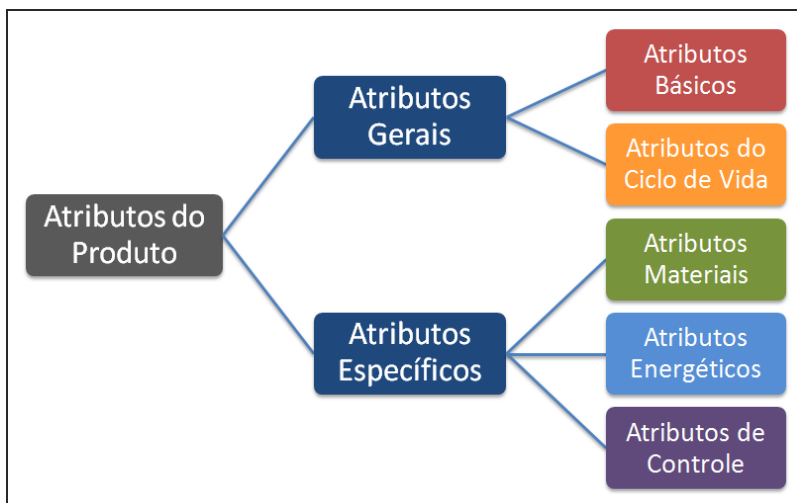 Atributos do
Produto
Atributos
Gerais
Atributos
Específicos
Atributos
Básicos
Atributos do
Ciclo de Vida
Atributos
Materiais
Atributos
Energéticos
Atributos de
Controle